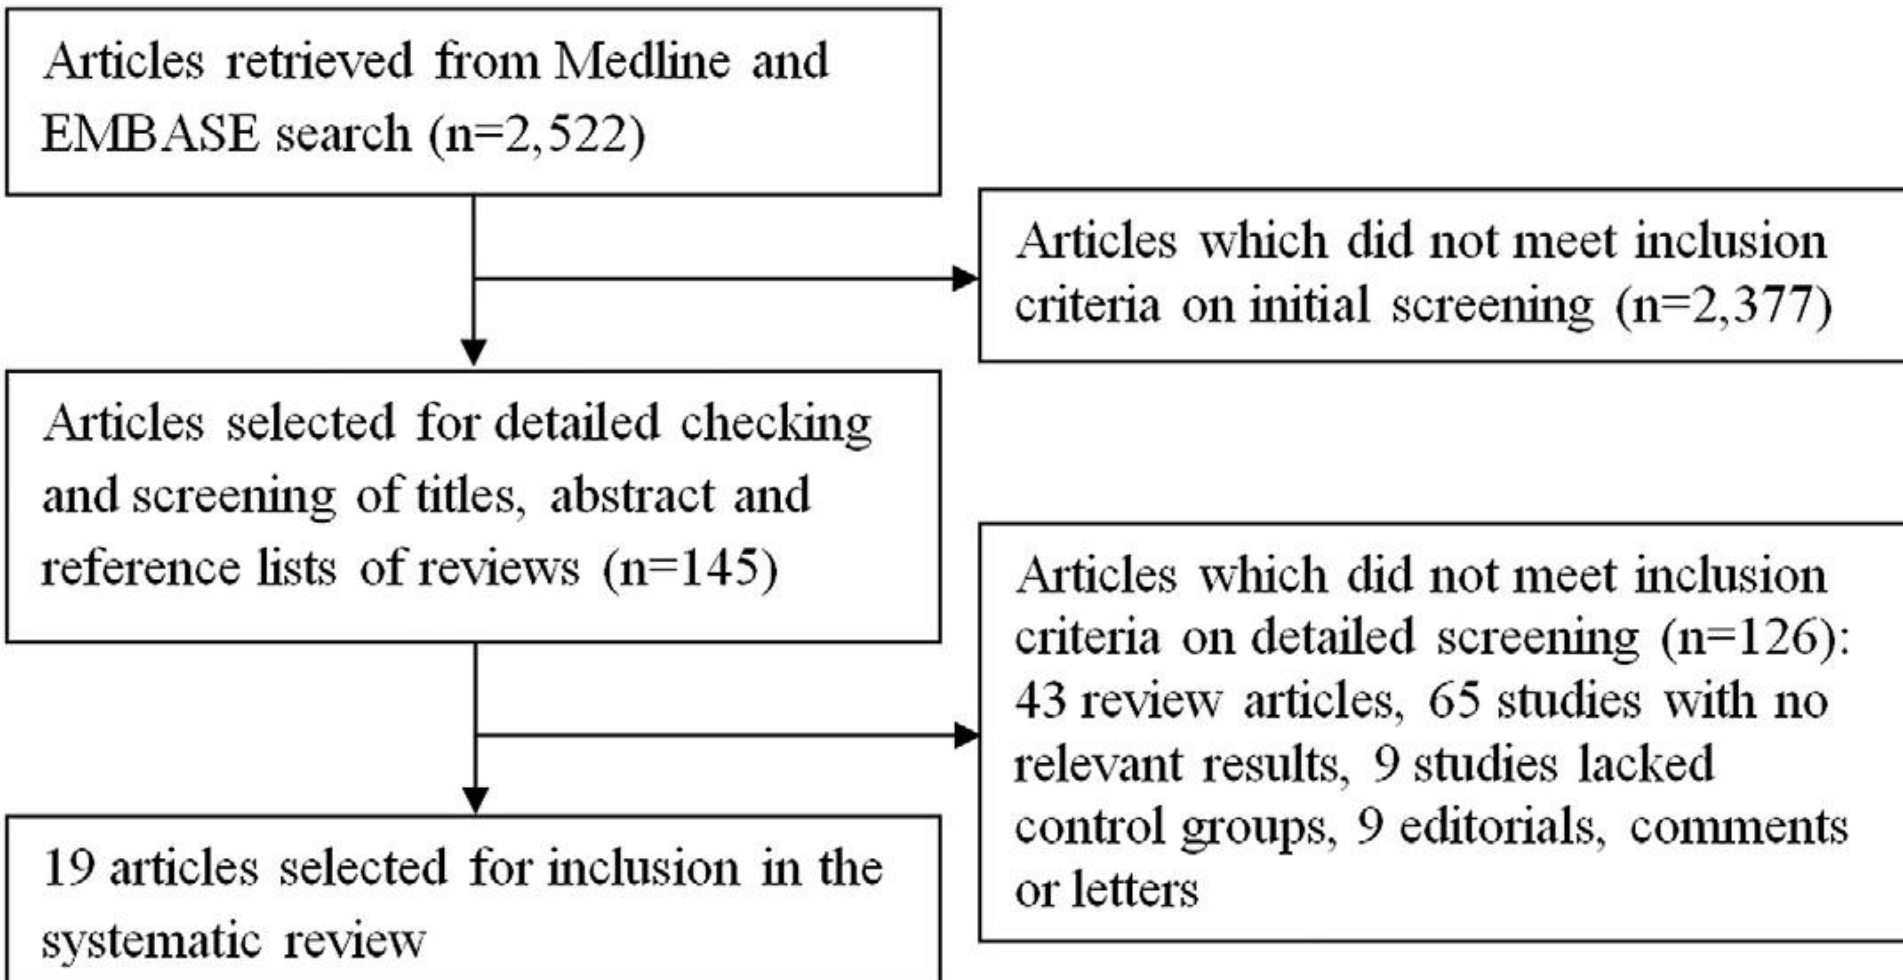 Articles retrieved from Medline and
EMBASE search (n=2,522)
Articles which did not meet inclusion
criteria on initial screening (n=2,377)
Articles selected for detailed checking
and screening of titles, abstract and
reference lists of reviews (n=145)
Articles which did not meet inclusion
criteria on detailed screening (n=126):
43 review articles, 65 studies with no
relevant results, 9 studies lacked
control groups, 9 editorials, comments
or letters
19 articles selected for inclusion in the
systematic review